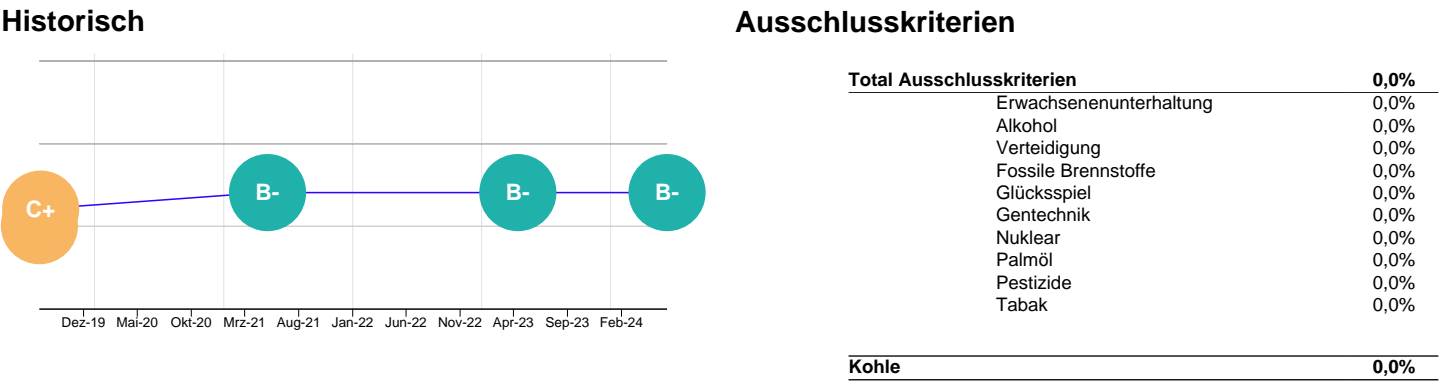 Historisch
C+
B-
B-
B-
Dez-19 Mai-20 Okt-20 Mrz-21 Aug-21 Jan-22 Jun-22 Nov-22 Apr-23 Sep-23 Feb-24
Ausschlusskriterien
Total Ausschlusskriterien 0,0%
Erwachsenenunterhaltung 0,0%
Alkohol 0,0%
Verteidigung 0,0%
Fossile Brennstoffe 0,0%
Glücksspiel 0,0%
Gentechnik 0,0%
Nuklear 0,0%
Palmöl 0,0%
Pestizide 0,0%
Tabak 0,0%
Kohle 0,0%